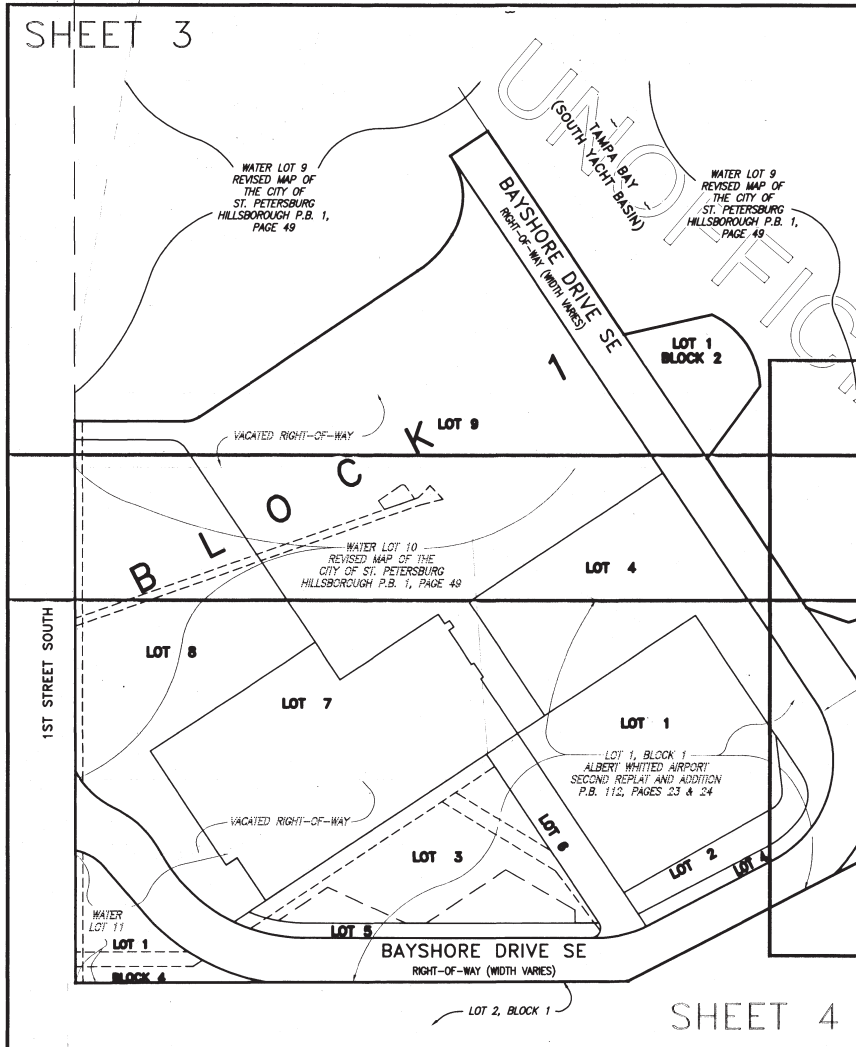 SHEET 3
UNOFFICI
WATER LOT 9
REVISED MAP OF
THE CITY OF
ST. PETERSBURG
HILLSBOROUGH P.B. 1,
PAGE 49
TAMPA BAY
(SOUTH YACHT BASIN)
WATER LOT 9
REVISED MAP OF
THE CITY OF
ST. PETERSBURG
HILLSBOROUGH P.B. 1,
PAGE 49
BAYSHORE DRIVE SE
RIGHT-OF-WAY (WIDTH VARIES)
LOT 1
BLOCK 2
BLOCK 1
LOT 9
VACATED RIGHT-OF-WAY
WATER LOT 10
REVISED MAP OF THE
CITY OF ST. PETERSBURG
HILLSBOROUGH P.B. 1, PAGE 49
LOT 4
1ST STREET SOUTH
LOT 8
LOT 7
LOT 1
LOT 1, BLOCK 1
ALBERT WHITTED AIRPORT
SECOND REPLAT AND ADDITION
P.B. 112, PAGES 23 & 24
VACATED RIGHT-OF-WAY
LOT 6
LOT 3
LOT 2
LOT 4
WATER
LOT 11
LOT 1
BLOCK 4
LOT 5
BAYSHORE DRIVE SE
RIGHT-OF-WAY (WIDTH VARIES)
LOT 2, BLOCK 1
SHEET 4